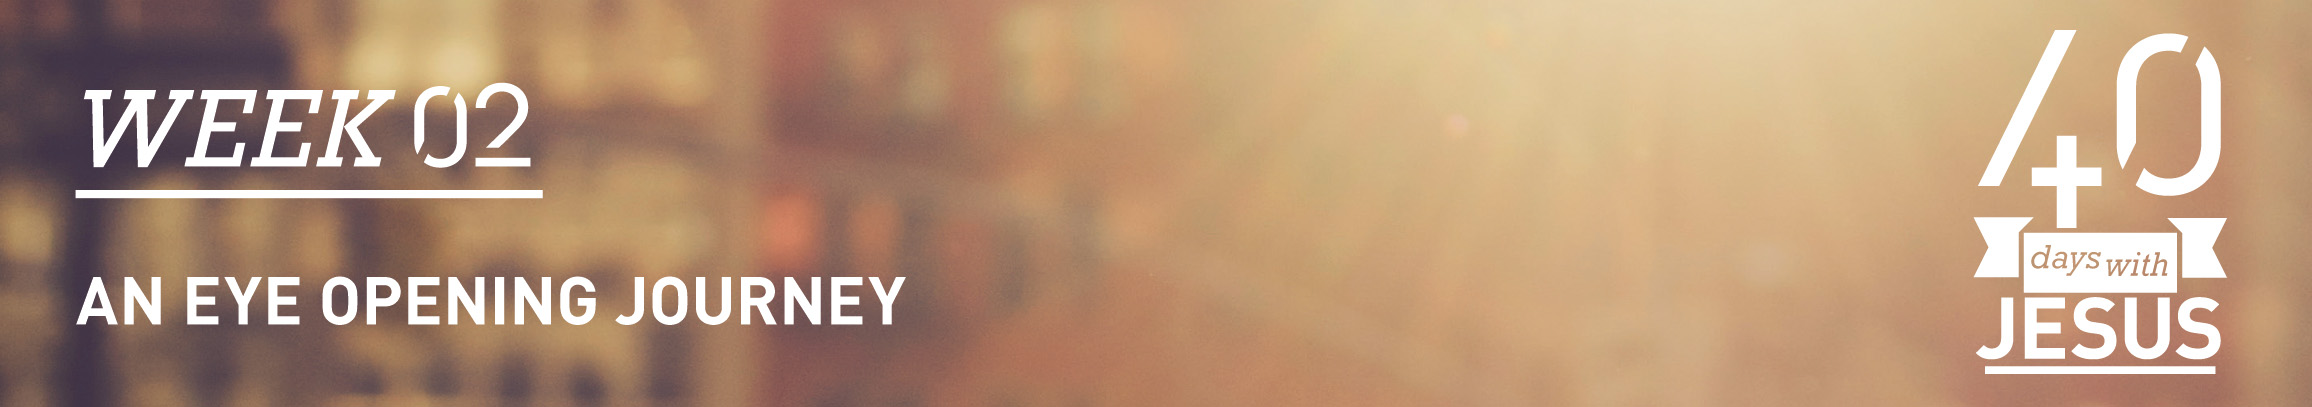 WEEK 02
AN EYE OPENING JOURNEY
40
days with
JESUS